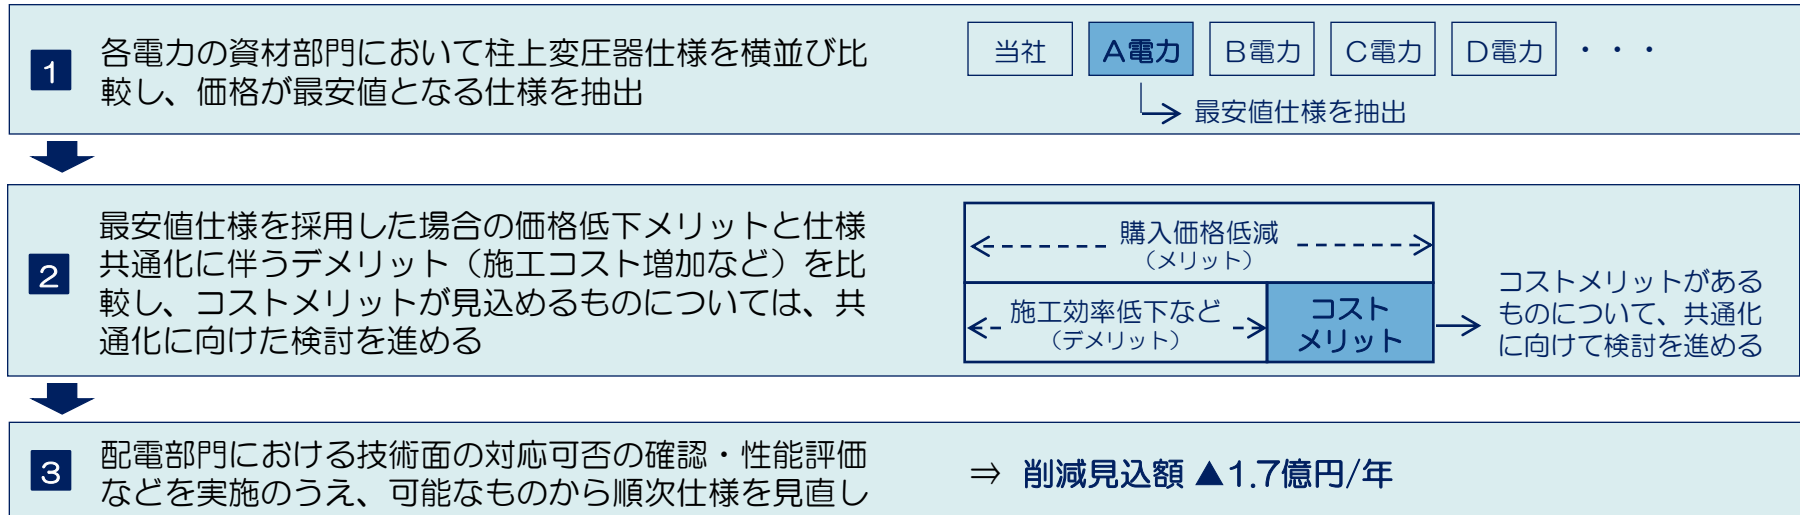 1
各電力の資材部門において柱上変圧器仕様を横並び比
較し、価格が最安値となる仕様を抽出
当社 A電力 B電力 C電力 D電力 ・・・
最安値仕様を抽出
2
最安値仕様を採用した場合の価格低下メリットと仕様
共通化に伴うデメリット（施工コスト増加など）を比
較し、コストメリットが見込めるものについては、共
通化に向けた検討を進める
購入価格低減
（メリット）
施工効率低下など
（デメリット）
コスト
メリット
コストメリットがある
ものについて、共通化
に向けて検討を進める
3
配電部門における技術面の対応可否の確認・性能評価
などを実施のうえ、可能なものから順次仕様を見直し
⇒ 削減見込額 ▲1.7億円/年